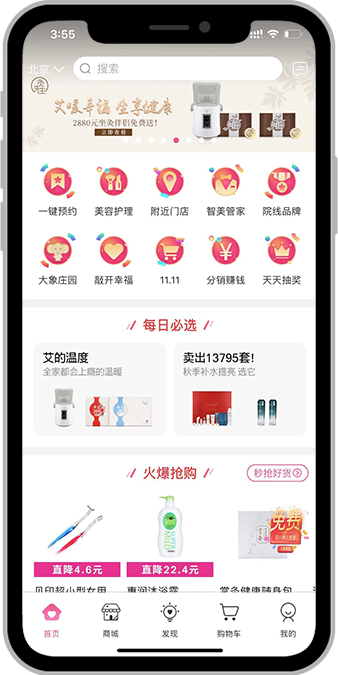 3:55
北京
搜索
艾暖幸福 坐享健康
2880元坐灸伴侣免费送!
立即查看
一键预约 美容护理 附近门店 智美管家 院线品牌
大象庄园 敲开幸福 11.11 分销赚钱 天天抽奖
每日必选
艾的温度
全家都会上瘾的温暖
卖出13795套!
秋季补水提亮 选它
火爆抢购
秒抢好货
免费
直降4.6元 直降22.4元
贝印超小型女用 惠润沐浴露 掌灸健康随身包
首页 商城 发现 购物车 我的